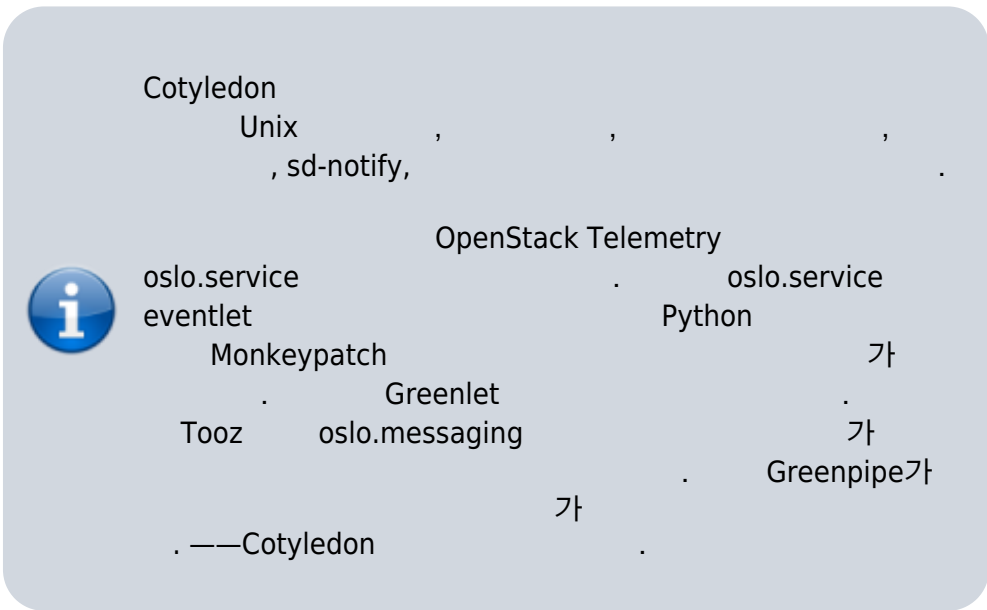 Cotyledon
Unix , , ,
, sd-notify, .
OpenStack Telemetry
oslo.service . oslo.service
eventlet Python
Monkeypatch 가
. Greenlet .
Tooz oslo.messaging 가
. Greenpipe가
가
. ——Cotyledon .